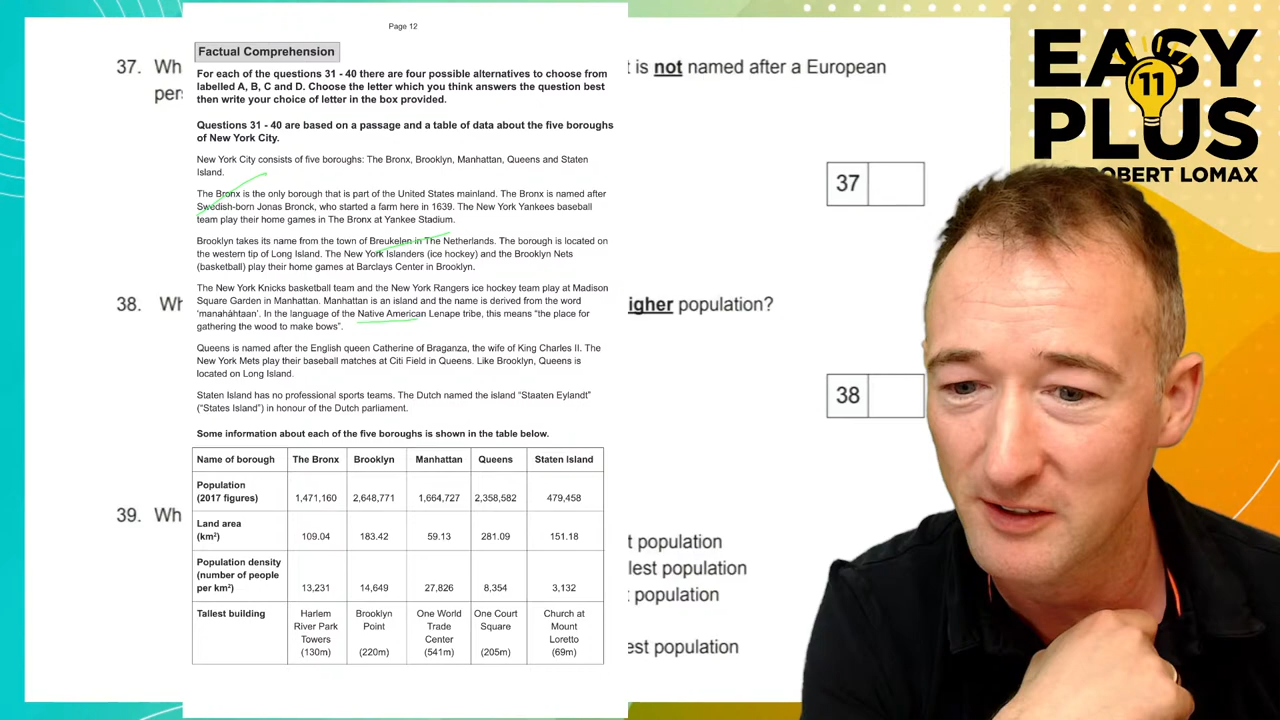 Page 12
Factual Comprehension
For each of the questions 31 - 40 there are four possible alternatives to choose from
labelled A, B, C and D. Choose the letter which you think answers the question best
then write your choice of letter in the box provided.
Questions 31 - 40 are based on a passage and a table of data about the five boroughs
of New York City.
New York City consists of five boroughs: The Bronx, Brooklyn, Manhattan, Queens and Staten
Island.
The Bronx is the only borough that is part of the United States mainland. The Bronx is named after
Swedish-born Jonas Bronck, who started a farm here in 1639. The New York Yankees baseball
team play their home games in The Bronx at Yankee Stadium.
Brooklyn takes its name from the town of Breukelen in The Netherlands. The borough is located on
the western tip of Long Island. The New York Islanders (ice hockey) and the Brooklyn Nets
(basketball) play their home games at Barclays Center in Brooklyn.
The New York Knicks basketball team and the New York Rangers ice hockey team play at Madison
Square Garden in Manhattan. Manhattan is an island and the name is derived from the word
'manaháhtaan'. In the language of the Native American Lenape tribe, this means "the place for
gathering the wood to make bows".
Queens is named after the English queen Catherine of Braganza, the wife of King Charles II. The
New York Mets play their baseball matches at Citi Field in Queens. Like Brooklyn, Queens is
located on Long Island.
Staten Island has no professional sports teams. The Dutch named the island "Staaten Eylandt"
("States Island") in honour of the Dutch parliament.
Some information about each of the five boroughs is shown in the table below.
Name of borough The Bronx Brooklyn Manhattan Queens Staten Island
Population
(2017 figures) 1,471,160 2,648,771 1,664,727 2,358,582 479,458
Land area
(km²) 109.04 183.42 59.13 281.09 151.18
Population density
(number of people
per km²) 13,231 14,649 27,826 8,354 3,132
Tallest building Harlem Brooklyn One World One Court Church at
River Park Point Trade Square Mount
Towers Center Loretto
(130m) (220m) (541m) (205m) (69m)
37. Wh t is not named after a European
per
37
38. Wh igher population?
38
39. Wh
t population
llest population
t population
est population
EASY
11
PLUS
ROBERT LOMAX